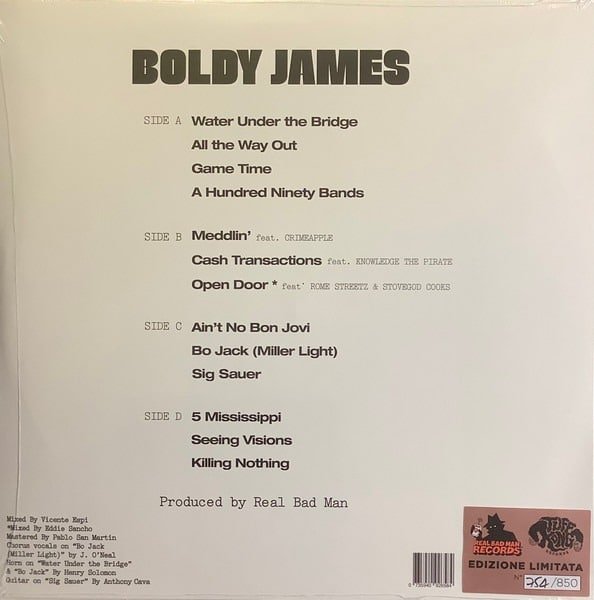 BOLDY JAMES
SIDE A Water Under the Bridge
All the Way Out
Game Time
A Hundred Ninety Bands
SIDE B Meddlin' feat. CRIMEAPPLE
Cash Transactions feat. KNOWLEDGE THE PIRATE
Open Door * feat' ROME STREETZ & STOVEGOD COOKS
SIDE C Ain't No Bon Jovi
Bo Jack (Miller Light)
Sig Sauer
SIDE D 5 Mississippi
Seeing Visions
Killing Nothing
Produced by Real Bad Man
Mixed By Vicente Espi
*Mixed By Eddie Sancho
Mastered By Pablo San Martin
Chorus vocals on "Bo Jack
(Miller Light)" by J. O'Neal
Horn on "Water Under the Bridge"
& "Bo Jack" By Henry Solomon
Guitar on "Sig Sauer" By Anthony Cava
REAL BAD MAN
RECORDS
TUFF
KONG
RECORDS
EDIZIONE LIMITATA
N° 754/850